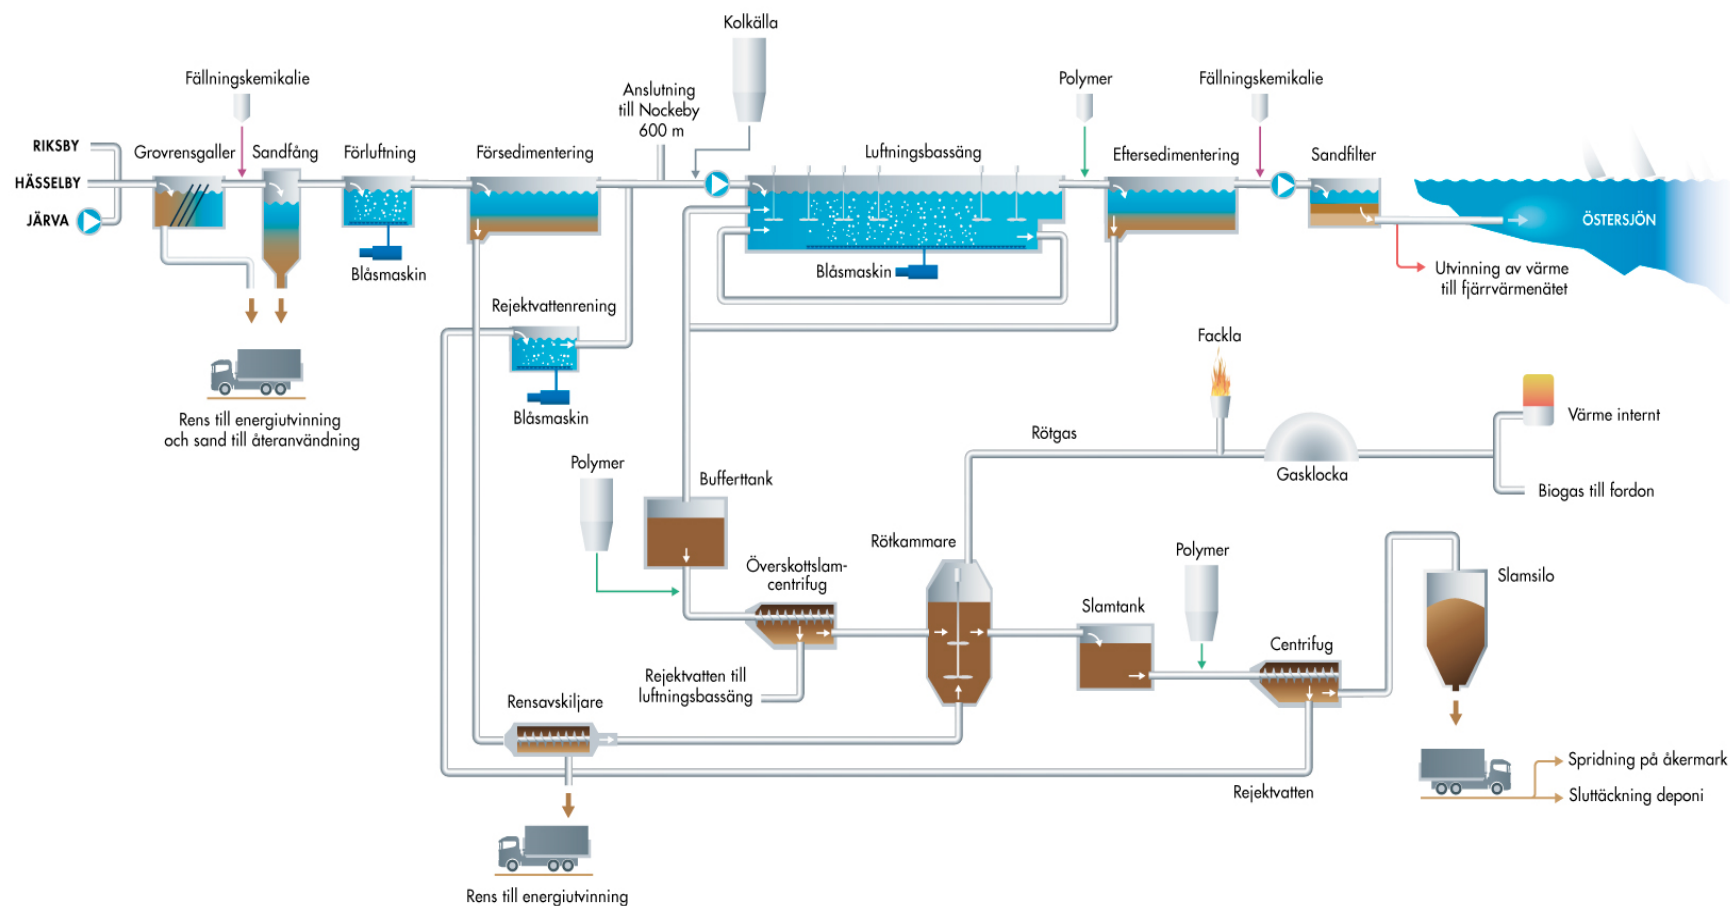 Kolkälla
Fällningskemikalie
Anslutning
till Nockeby
600 m
Polymer
Fällningskemikalie
RIKSBY
HÄSSELBY
JÄRVA
Grovrensgaller
Sandfång
Förluftning
Försedimentering
Luftningsbassäng
Eftersedimentering
Sandfilter
ÖSTERSJÖN
Blåsmaskin
Blåsmaskin
Utvinning av värme
till fjärrvärmenätet
Rejektvattenrening
Blåsmaskin
Rens till energiutvinning
och sand till återanvändning
Fackla
Rötgas
Gasklocka
Värme internt
Biogas till fordon
Polymer
Bufferttank
Överskottslam-
centrifug
Rötkammare
Slamtank
Polymer
Centrifug
Slamsilo
Rejektvatten till
luftningsbassäng
Rensavskiljare
Rejektvatten
Spridning på åkermark
Sluttäckning deponi
Rens till energiutvinning